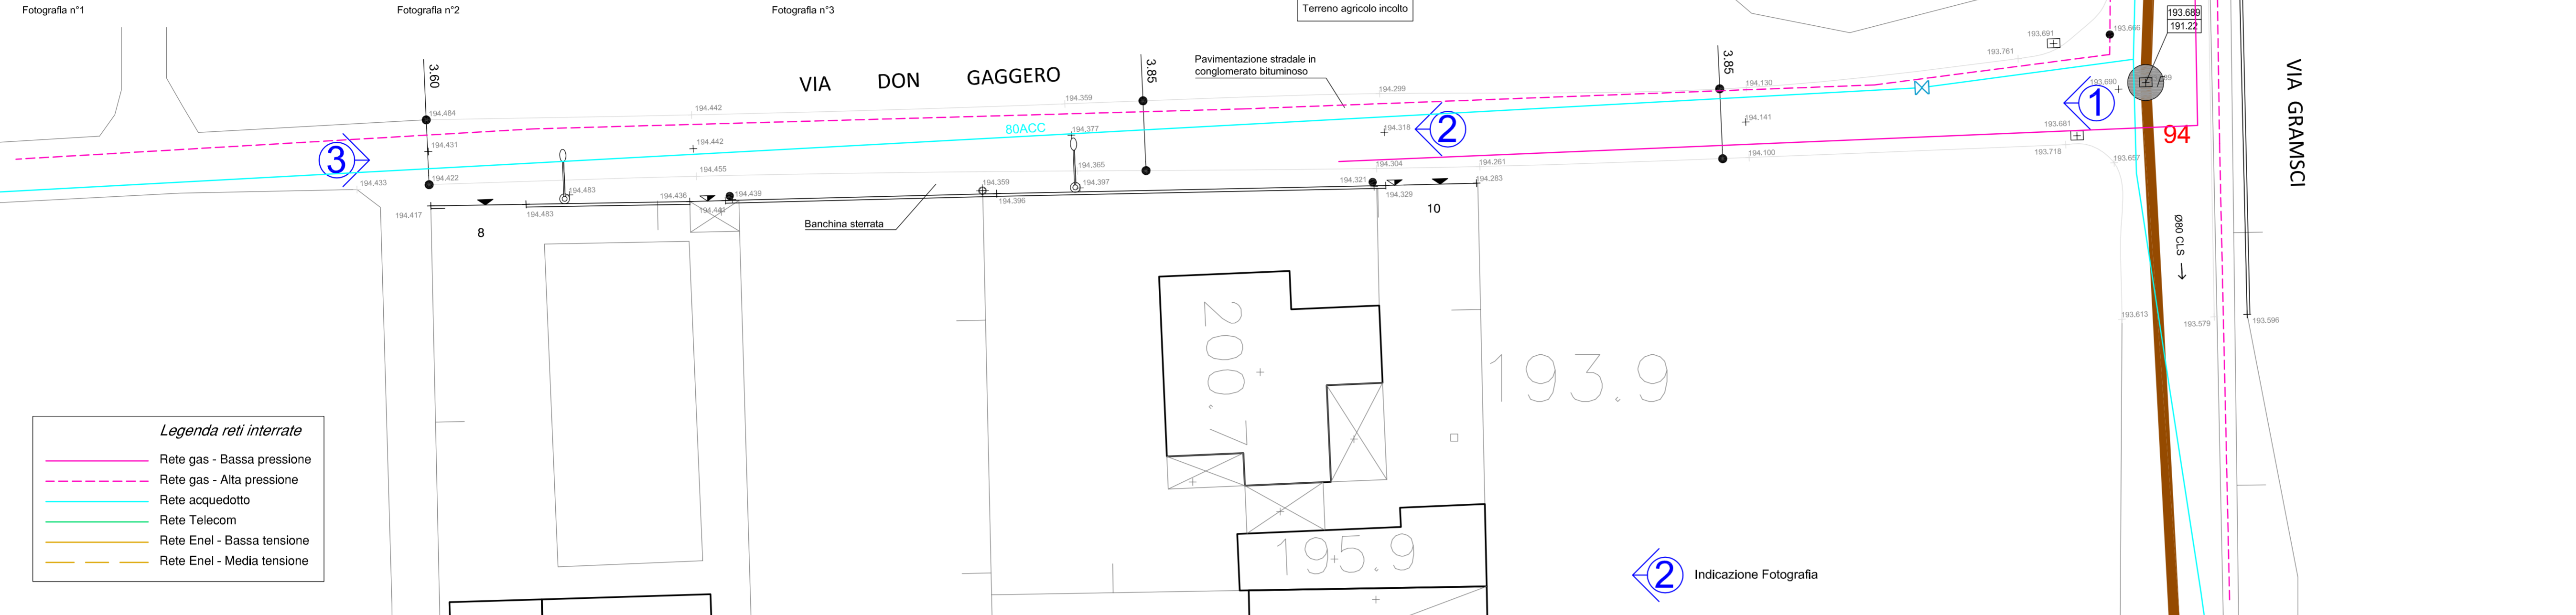 Fotografia n°1
Fotografia n°2
Fotografia n°3
Terreno agricolo incolto
193.689
191.22
193.666
193.691
193.761
VIA DON GAGGERO
3.60
3.85
3.85
Pavimentazione stradale in
conglomerato bituminoso
194.130
193.690
194.299
194.359
194.442
194.484
1
VIA GRAMSCI
80ACC
194.377
194.318
2
194.141
193.681
94
194.431
194.442
3
193.718
193.657
194.100
194.261
194.304
194.365
194.455
194.422
194.433
194.483
194.436
194.439
194.359
194.397
194.321
194.283
194.329
194.396
194.441
194.483
194.417
8
Banchina sterrata
10
Ø80 CLS
193.613
193.579
193.596
200.7
193.9
195.9
Legenda reti interrate
Rete gas - Bassa pressione
Rete gas - Alta pressione
Rete acquedotto
Rete Telecom
Rete Enel - Bassa tensione
Rete Enel - Media tensione
2 Indicazione Fotografia